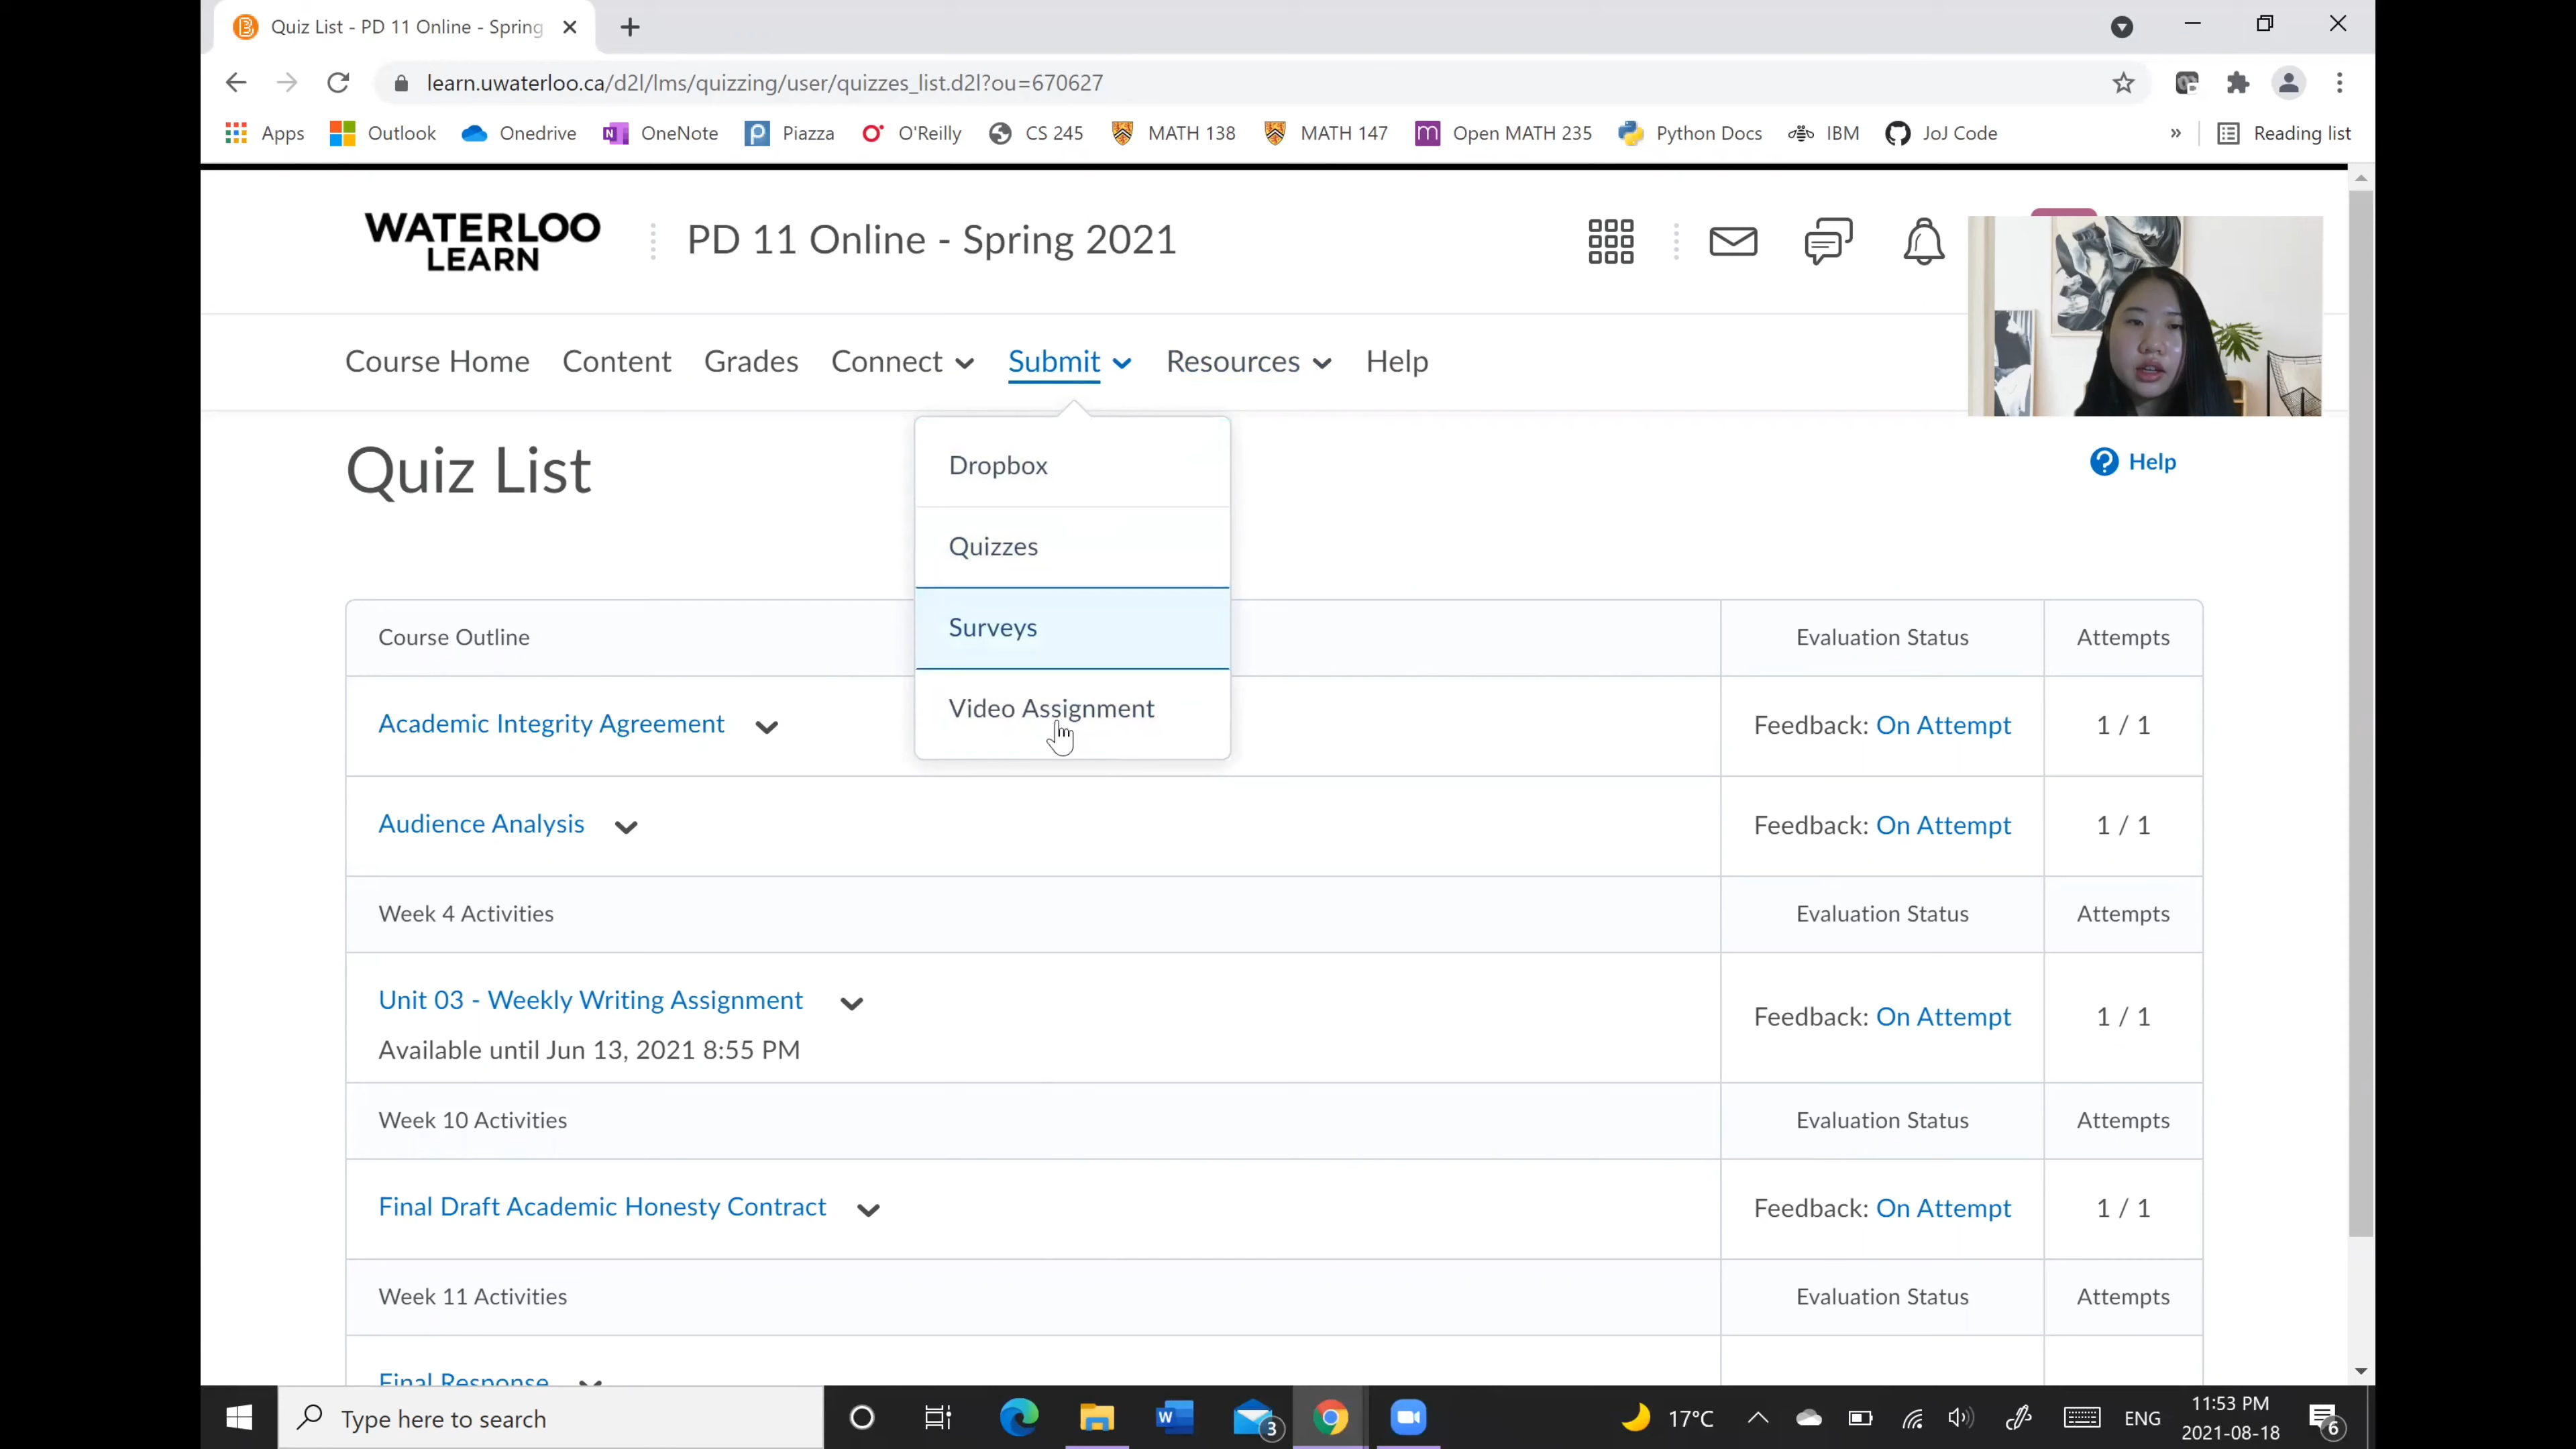 Quiz List - PD 11 Online - Spring
learn.uwaterloo.ca/d2l/lms/quizzing/user/quizzes_list.d2l?ou=670627
Apps Outlook Onedrive OneNote Piazza O'Reilly CS 245 MATH 138 MATH 147 Open MATH 235 Python Docs IBM JoJ Code » Reading list
WATERLOO
LEARN
PD 11 Online - Spring 2021
Course Home Content Grades Connect Submit Resources Help
Quiz List
Help
Dropbox
Quizzes
Surveys
Video Assignment
Course Outline Evaluation Status Attempts
Academic Integrity Agreement Feedback: On Attempt 1 / 1
Audience Analysis Feedback: On Attempt 1 / 1
Week 4 Activities Evaluation Status Attempts
Unit 03 - Weekly Writing Assignment Feedback: On Attempt 1 / 1
Available until Jun 13, 2021 8:55 PM
Week 10 Activities Evaluation Status Attempts
Final Draft Academic Honesty Contract Feedback: On Attempt 1 / 1
Week 11 Activities Evaluation Status Attempts
Final Response
Type here to search
3
17°C
ENG
11:53 PM
2021-08-18
6